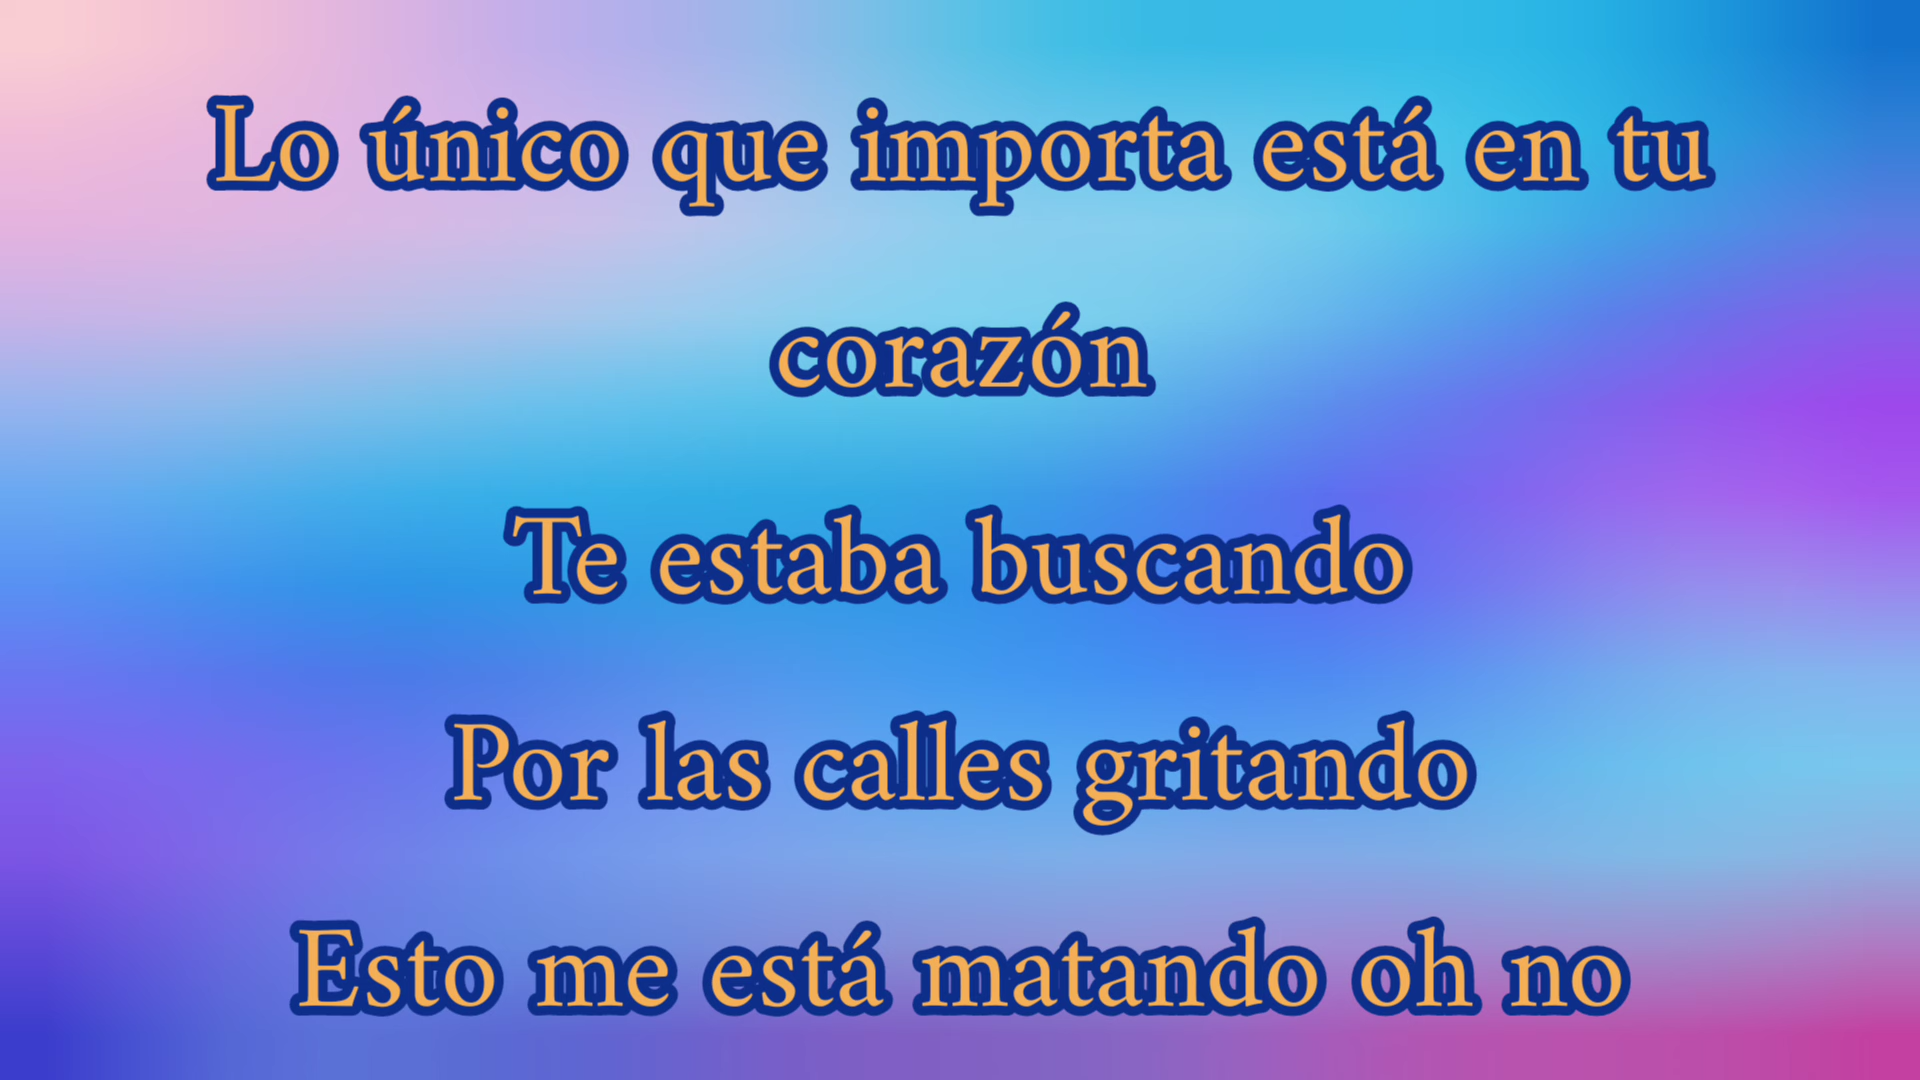 Lo único que importa está en tu
corazón
Te estaba buscando
Por las calles gritando
Esto me está matando oh no